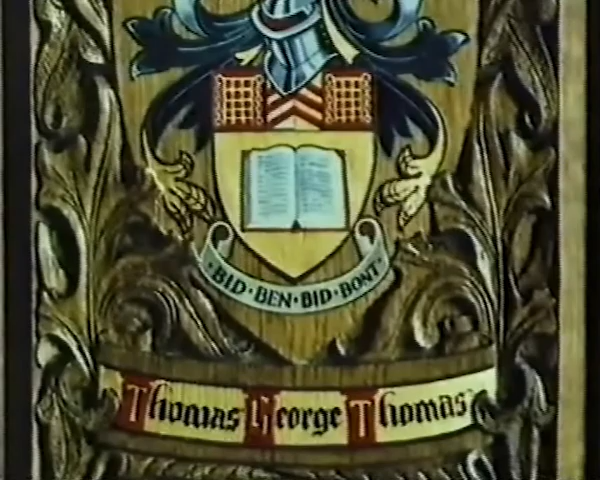 BID · BEN · BID · BONT
Thomas George Thomas